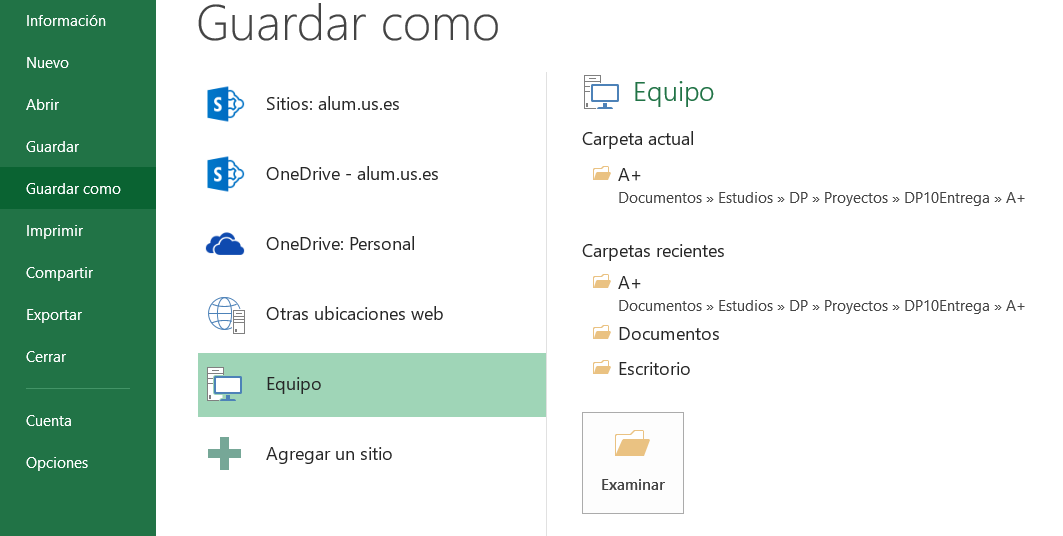 Información
Nuevo
Abrir
Guardar
Guardar como
Imprimir
Compartir
Exportar
Cerrar
Cuenta
Opciones
Guardar como
Sitios: alum.us.es
OneDrive - alum.us.es
OneDrive: Personal
Otras ubicaciones web
Equipo
Agregar un sitio
Equipo
Carpeta actual
A+
Documentos » Estudios » DP » Proyectos » DP10Entrega » A+
Carpetas recientes
A+
Documentos » Estudios » DP » Proyectos » DP10Entrega » A+
Documentos
Escritorio
Examinar